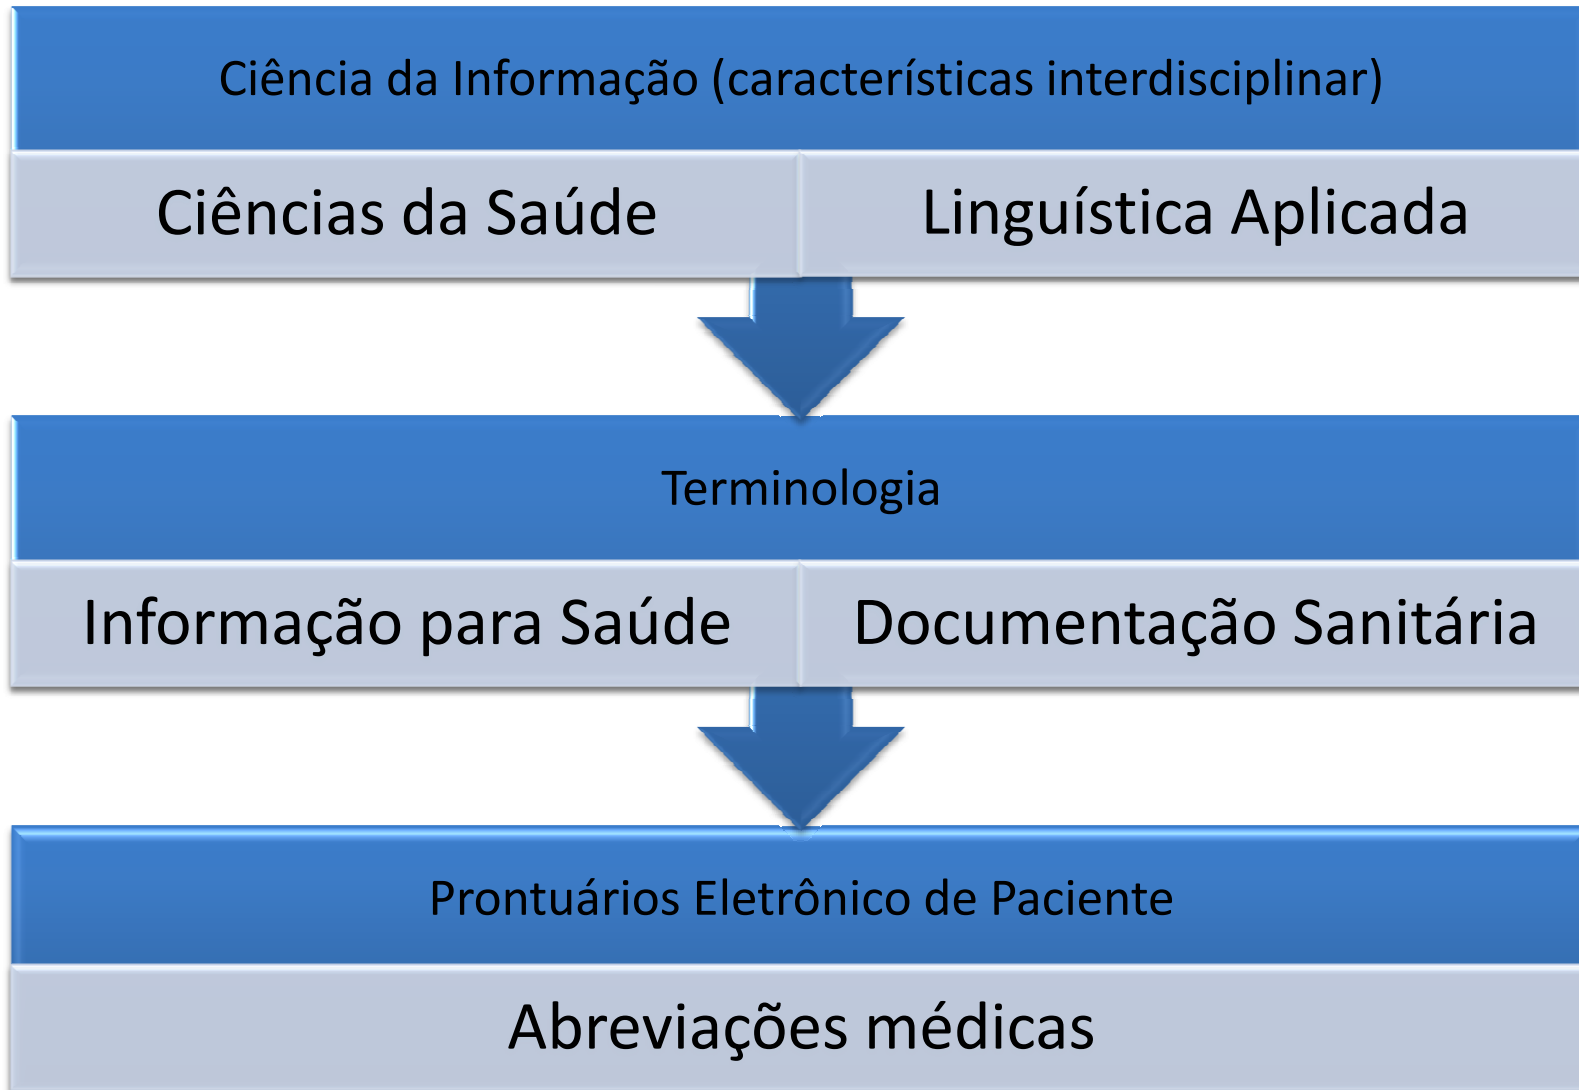 Ciência da Informação (características interdisciplinar)
Ciências da Saúde
Linguística Aplicada
Terminologia
Informação para Saúde
Documentação Sanitária
Prontuários Eletrônico de Paciente
Abreviações médicas